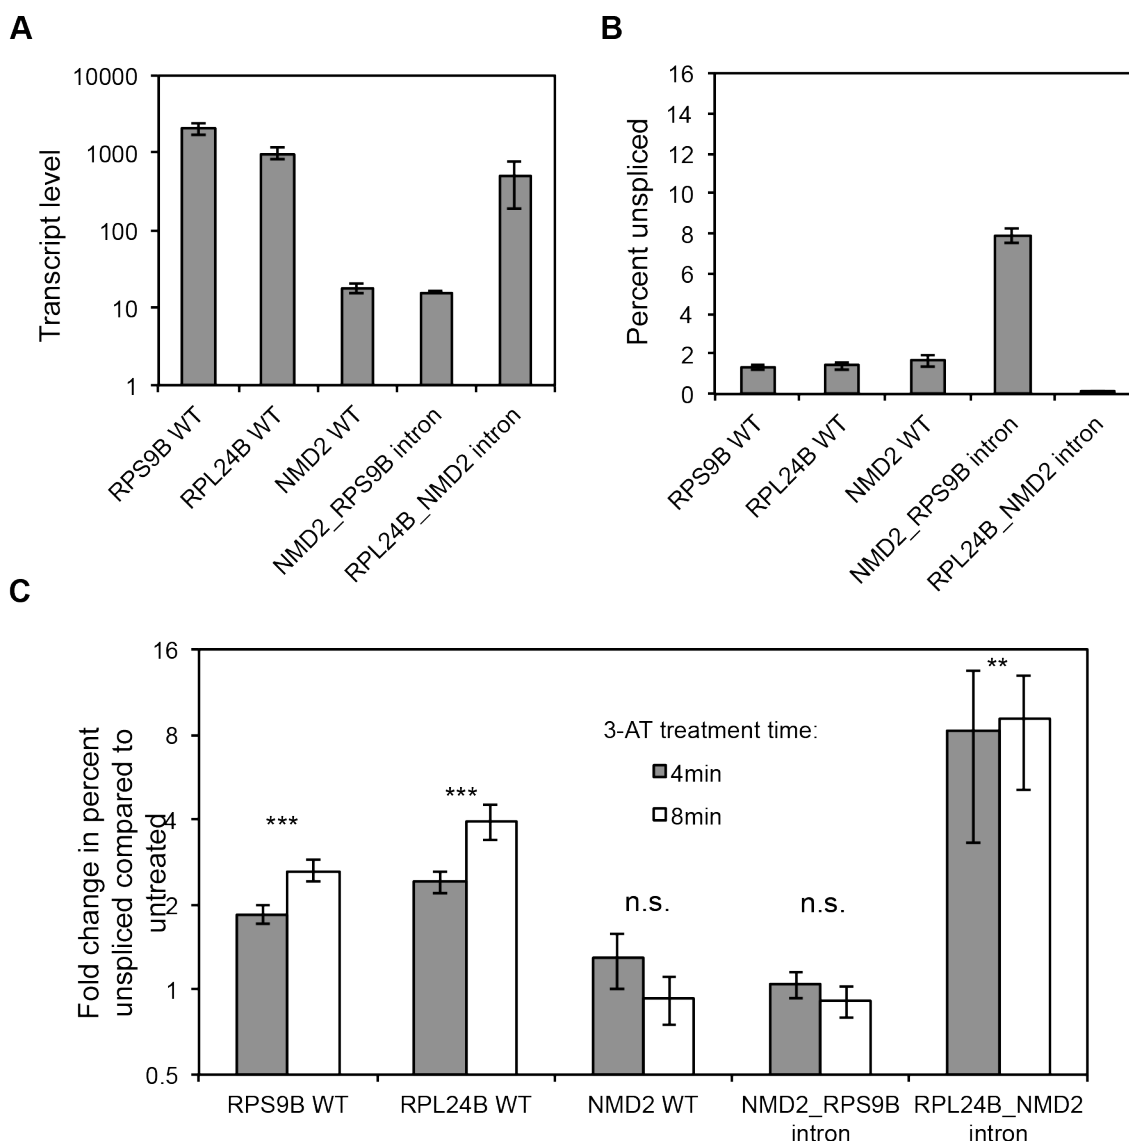 A
B
Transcript level
10000
1000
100
10
1
RPS9B WT
RPL24B WT
NMD2 WT
NMD2_RPS9B intron
RPL24B_NMD2 intron
Percent unspliced
16
14
12
10
8
6
4
2
0
RPS9B WT
RPL24B WT
NMD2 WT
NMD2_RPS9B intron
RPL24B_NMD2 intron
C
Fold change in percent
unspliced compared to
untreated
16
8
4
2
1
0.5
***
***
n.s.
n.s.
**
3-AT treatment time:
4min
8min
RPS9B WT
RPL24B WT
NMD2 WT
NMD2_RPS9B
intron
RPL24B_NMD2
intron